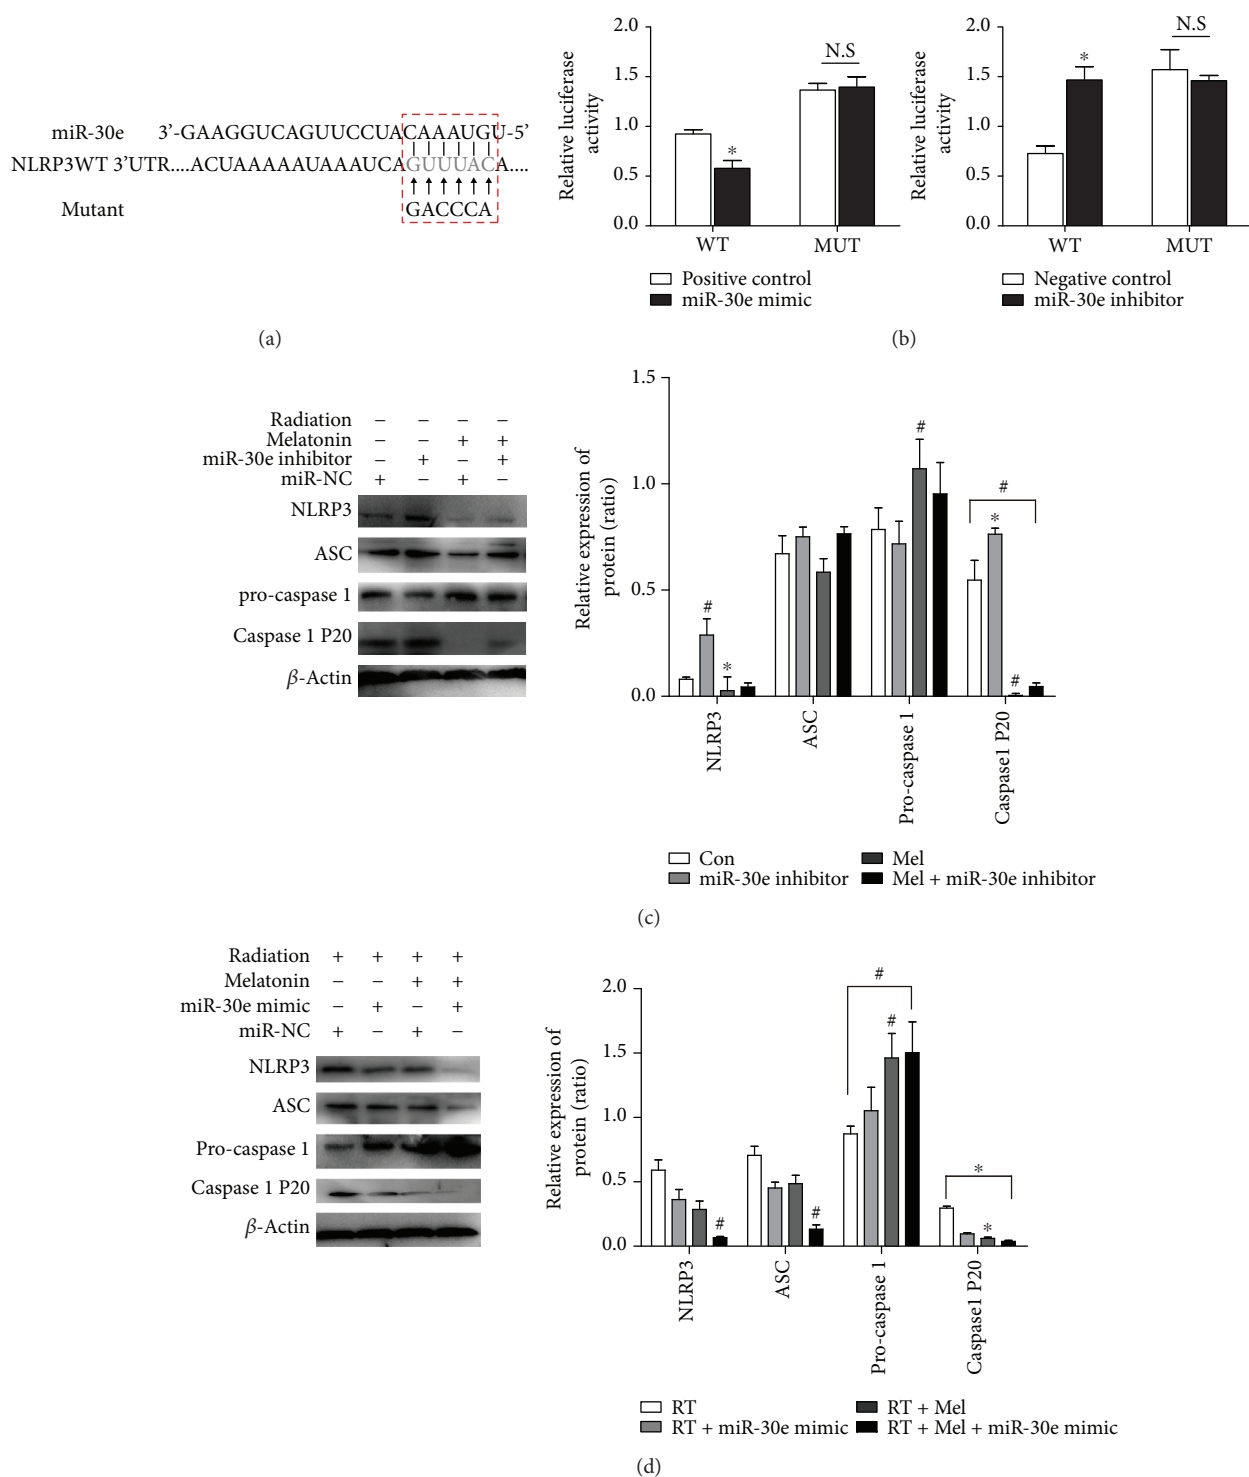 miR-30e 3’-GAAGGUCAGUUCCUACAAAUGU-5’
NLRP3WT 3’UTR....ACUAAAAAUAAAUCAGUUUACA....
Mutant GACCCA
(a)
Relative luciferase activity
2.0
1.5
1.0
0.5
0.0
*
N.S
WT MUT
Positive control
miR-30e mimic
Relative luciferase activity
2.0
1.5
1.0
0.5
0.0
*
N.S
WT MUT
Negative control
miR-30e inhibitor
(b)
Radiation − − − −
Melatonin − − + +
miR-30e inhibitor − + − +
miR-NC + − + −
NLRP3
ASC
pro-caspase 1
Caspase 1 P20
β-Actin
Relative expression of protein (ratio)
1.5
1.0
0.5
0.0
# * # # * #
NLRP3
ASC
Pro-caspase 1
Caspase1 P20
Con Mel
miR-30e inhibitor Mel + miR-30e inhibitor
(c)
Radiation + + + +
Melatonin − − + +
miR-30e mimic − + − +
miR-NC + − + −
NLRP3
ASC
Pro-caspase 1
Caspase 1 P20
β-Actin
Relative expression of protein (ratio)
2.0
1.5
1.0
0.5
0.0
# # # # * *
NLRP3
ASC
Pro-caspase 1
Caspase1 P20
RT RT + Mel
RT + miR-30e mimic RT + Mel + miR-30e mimic
(d)